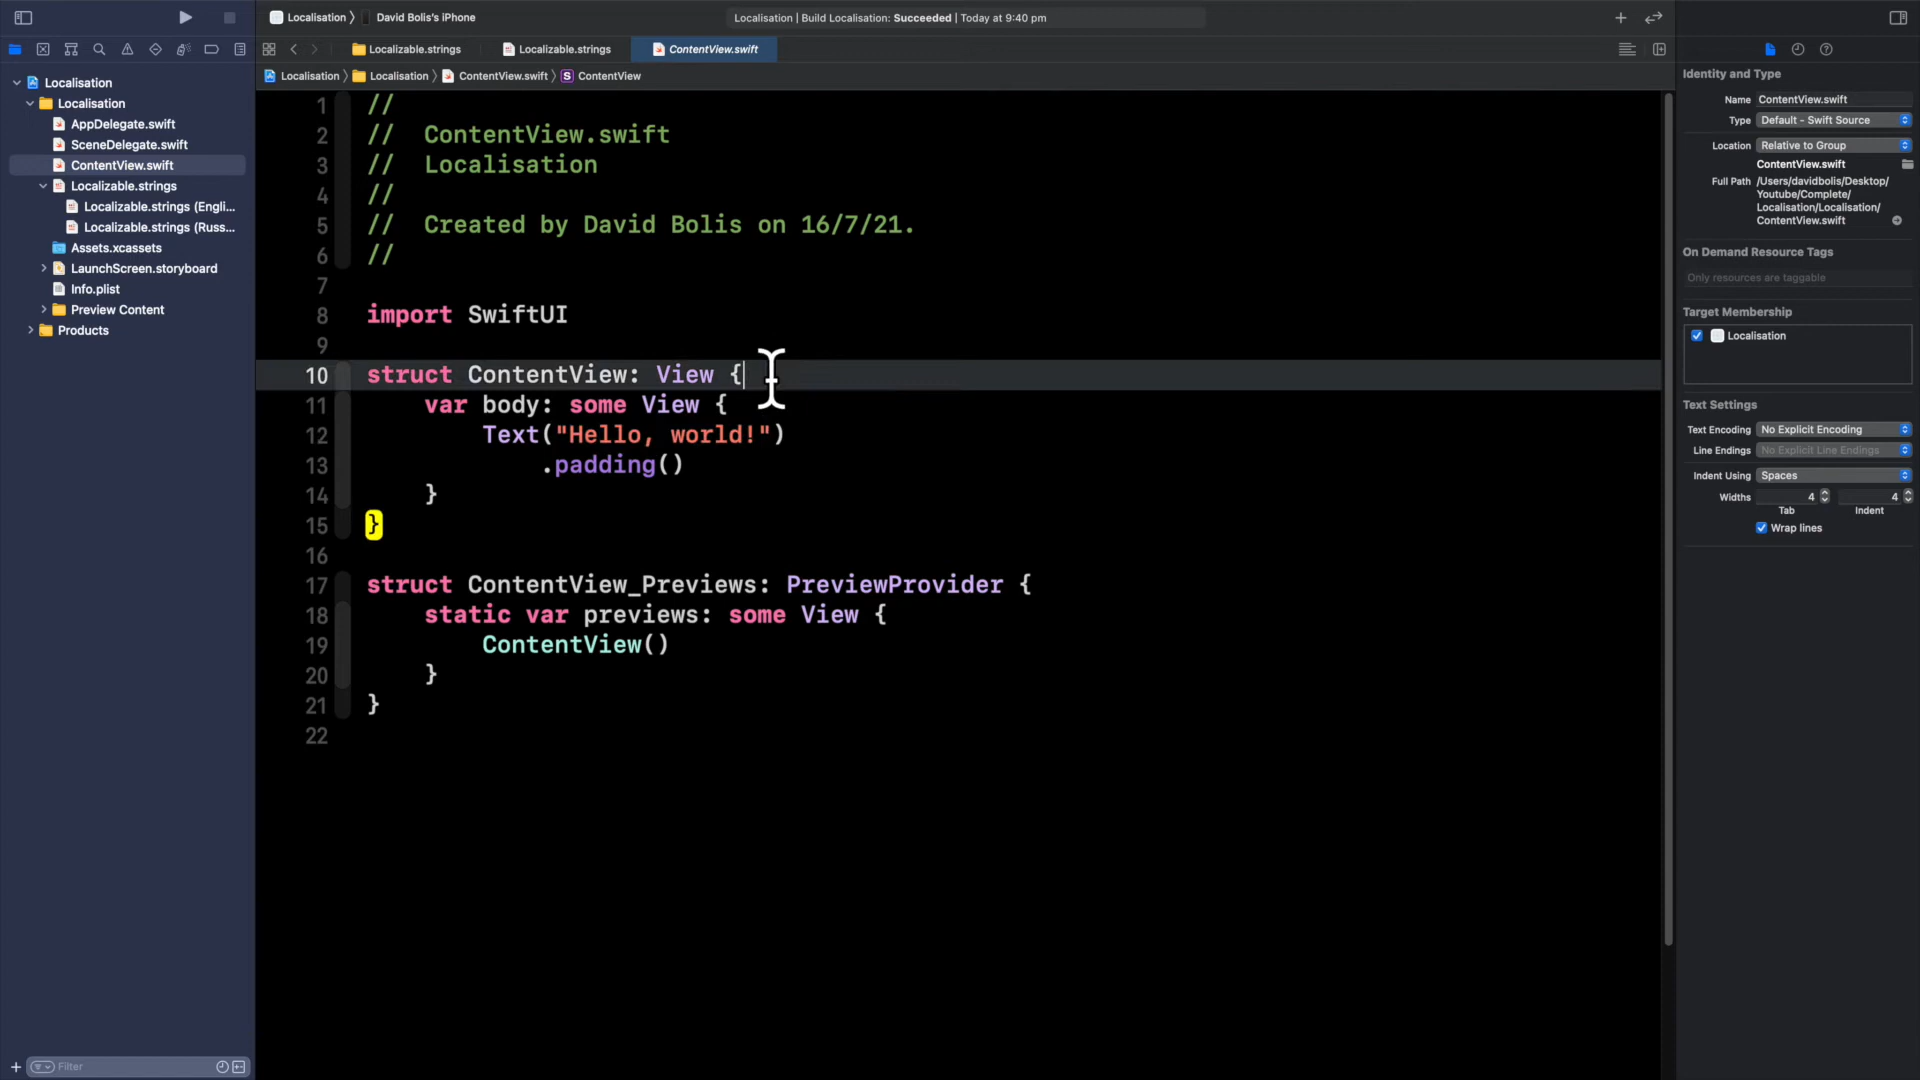 Localisation
David Bolis's iPhone
Localisation | Build Localisation: Succeeded | Today at 9:40 pm
Localizable.strings
Localizable.strings
ContentView.swift
Localisation
Localisation
ContentView.swift
S ContentView
Localisation
Localisation
AppDelegate.swift
SceneDelegate.swift
ContentView.swift
Localizable.strings
Localizable.strings (Engli...
Localizable.strings (Russ...
Assets.xcassets
LaunchScreen.storyboard
Info.plist
Preview Content
Products
Filter
1 //
2 // ContentView.swift
3 // Localisation
4 //
5 // Created by David Bolis on 16/7/21.
6 //
7
8 import SwiftUI
9
10 struct ContentView: View {
11 var body: some View {
12 Text("Hello, world!")
13 .padding()
14 }
15 }
16
17 struct ContentView_Previews: PreviewProvider {
18 static var previews: some View {
19 ContentView()
20 }
21 }
22
Identity and Type
Name ContentView.swift
Type Default - Swift Source
Location Relative to Group
ContentView.swift
Full Path /Users/davidbolis/Desktop/
Youtube/Complete/
Localisation/Localisation/
ContentView.swift
On Demand Resource Tags
Only resources are taggable
Target Membership
Localisation
Text Settings
Text Encoding No Explicit Encoding
Line Endings No Explicit Line Endings
Indent Using Spaces
Widths 4 4
Tab Indent
Wrap lines